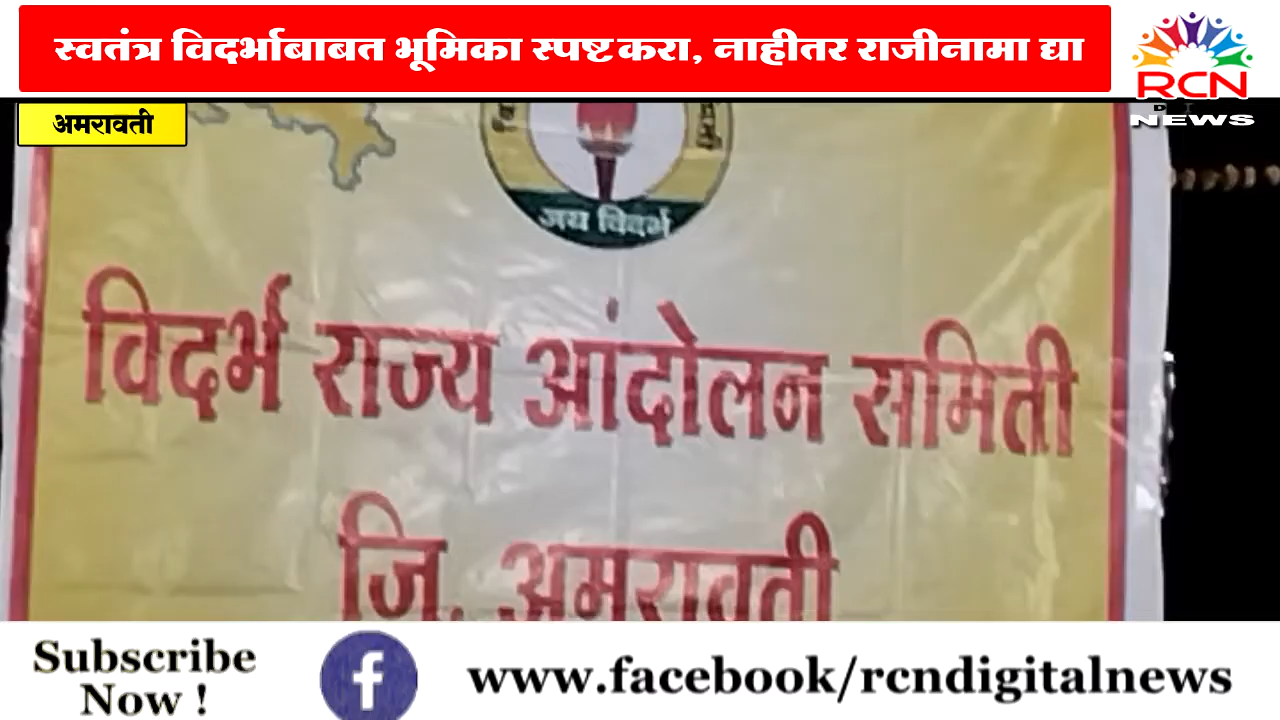 स्वतंत्र विदर्भाबाबत भूमिका स्पष्ट करा, नाहीतर राजीनामा द्या
RCN
NEWS
अमरावती
जय विदर्भ
विदर्भ राज्य आंदोलन समिती
जि. अमरावती
Subscribe
Now !
www.facebook/rcndigitalnews